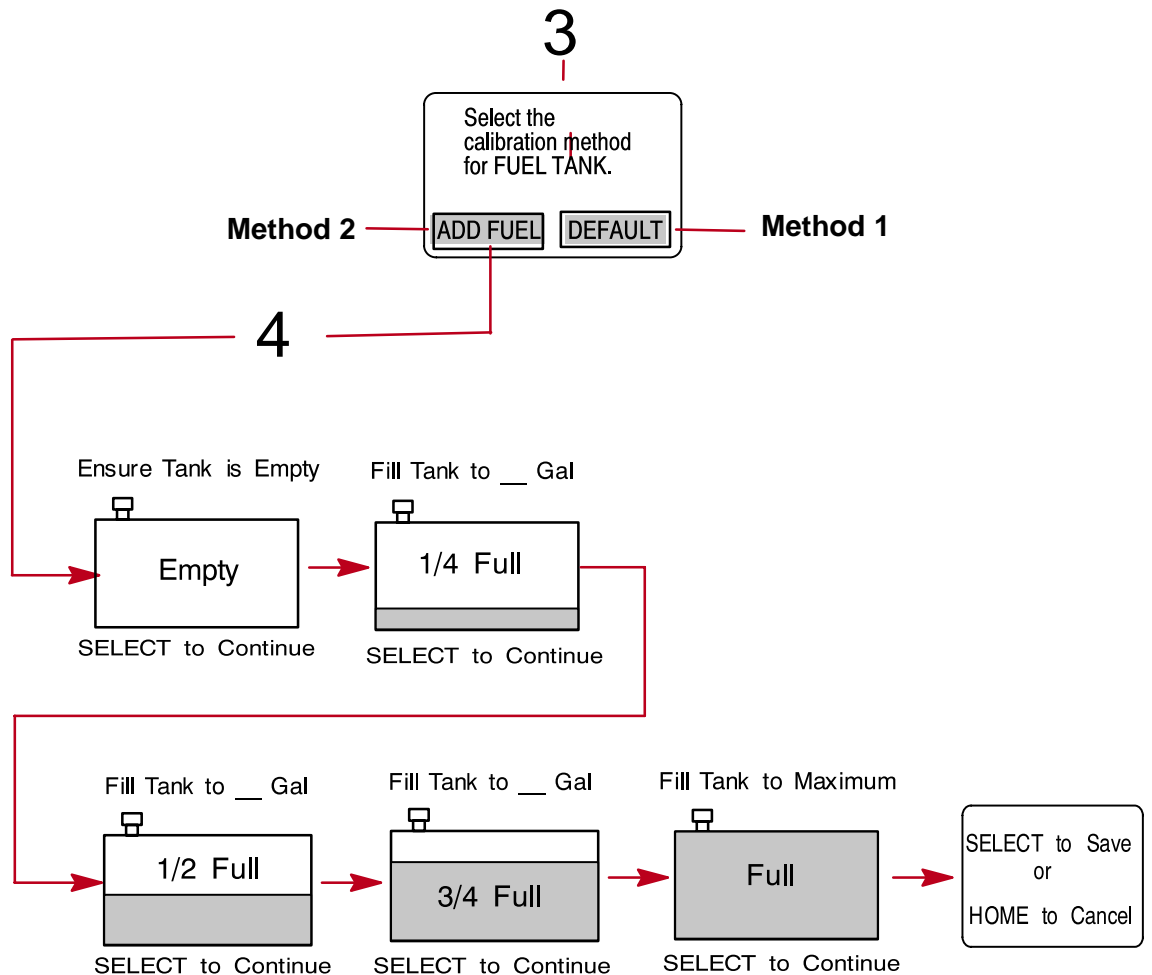 3
Select the
calibration method
for FUEL TANK.
Method 2
ADD FUEL
DEFAULT
Method 1
4
Ensure Tank is Empty
Empty
SELECT to Continue
Fill Tank to __ Gal
1/4 Full
SELECT to Continue
Fill Tank to __ Gal
1/2 Full
SELECT to Continue
Fill Tank to __ Gal
3/4 Full
SELECT to Continue
Fill Tank to Maximum
Full
SELECT to Continue
SELECT to Save
or
HOME to Cancel